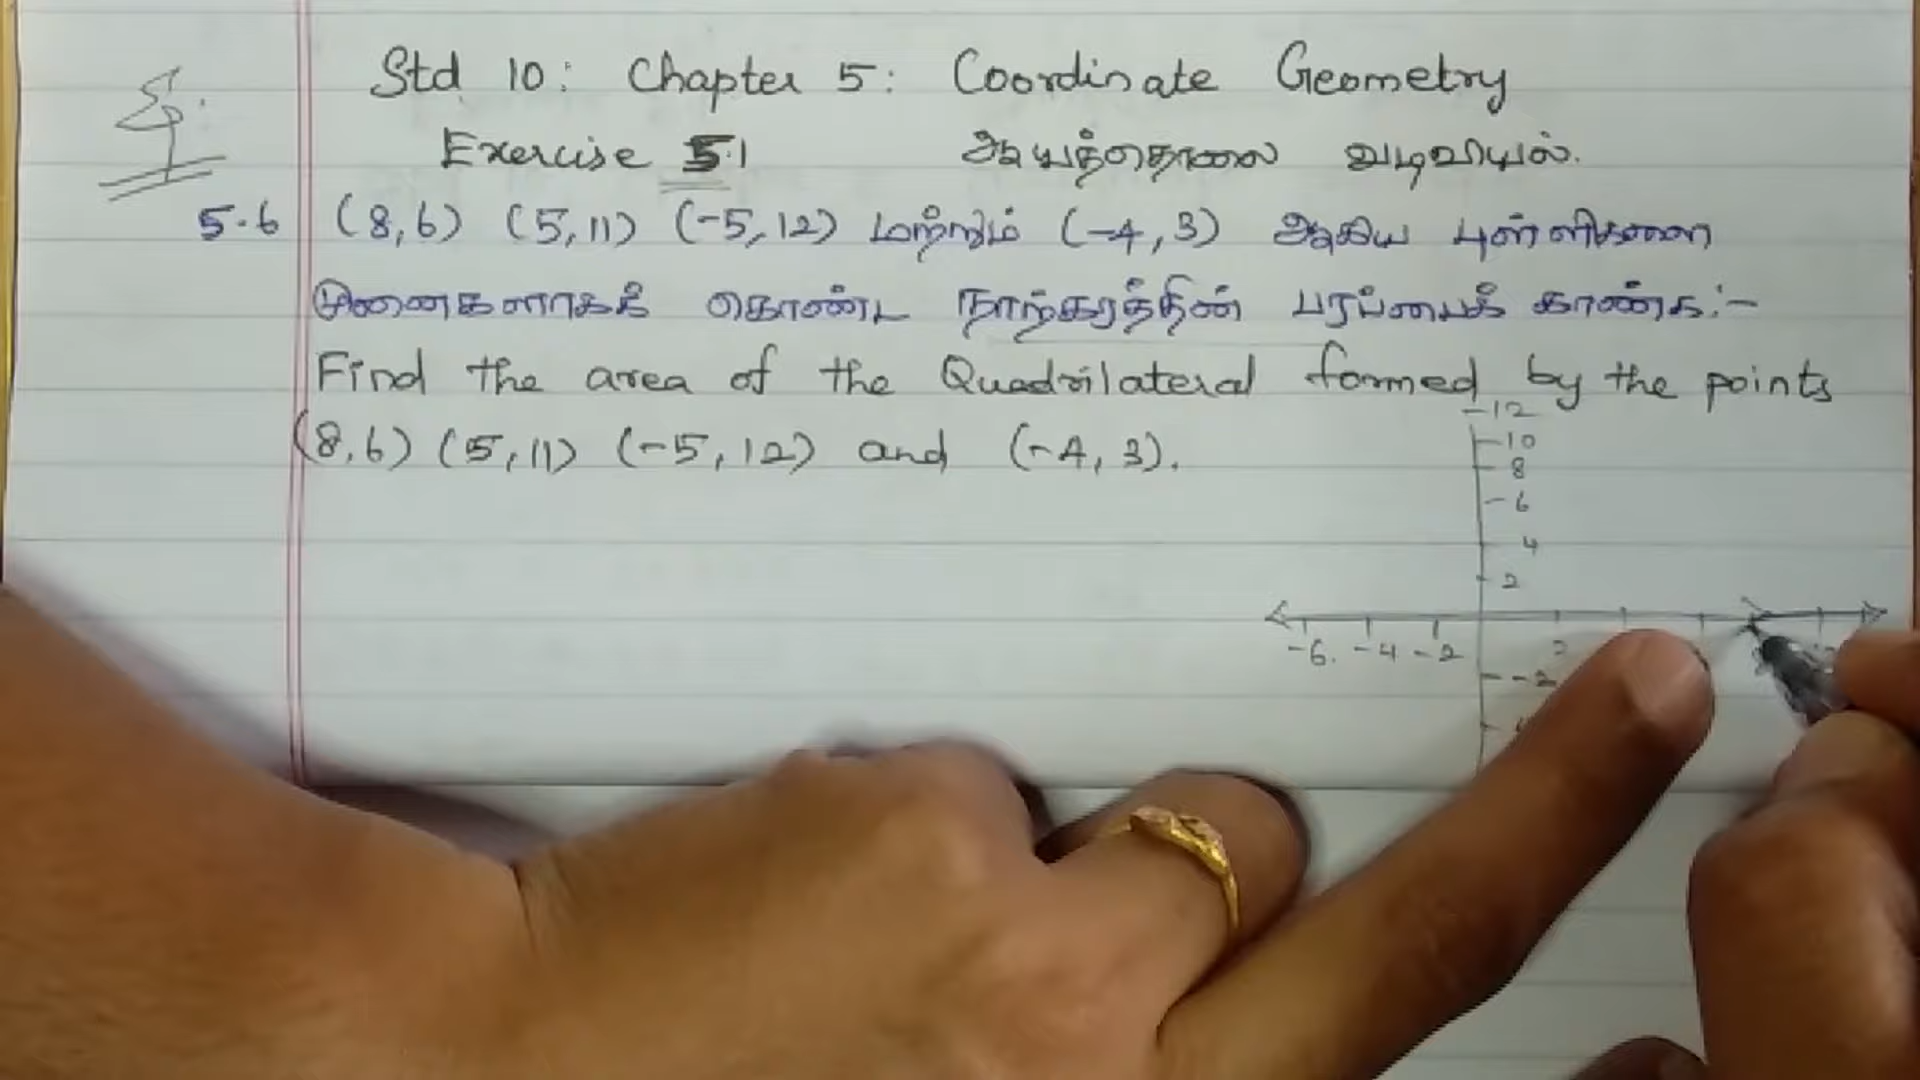 Std 10: Chapter 5: Coordinate Geometry
Exercise 5.1 ஆயத்தொலை வடிவியல்.
5.6 (8,6) (5,11) (-5,12) மற்றும் (-4,3) ஆகிய புள்ளிகளை
முனைகளாகக் கொண்ட நாற்கரத்தின் பரப்பைக் காண்க:-
Find the area of the Quadrilateral formed by the points
(8,6) (5,11) (-5,12) and (-4,3).
-12
10
8
6
4
2
-6. -4 -2 2
-2